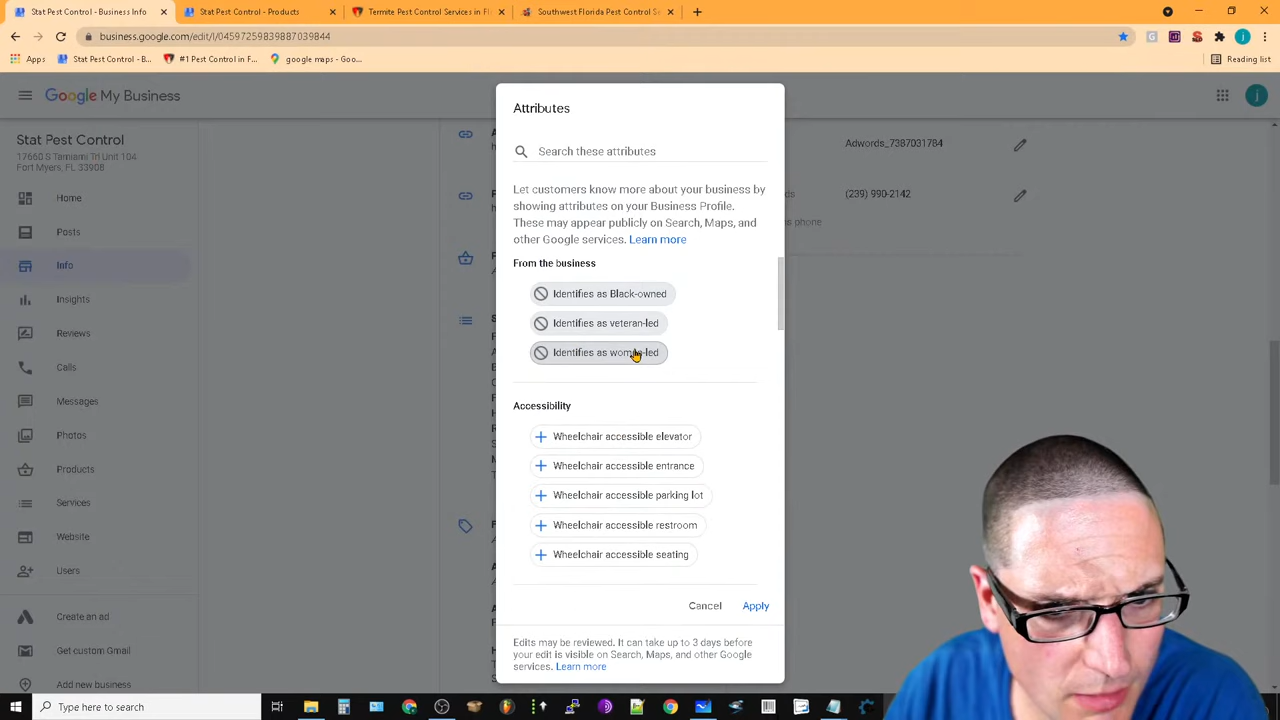 Stat Pest Control - Business Info
Stat Pest Control - Products
Termite Pest Control Services in Fl
Southwest Florida Pest Control Se
business.google.com/edit/l/04597259839887039844
Apps
Stat Pest Control - B...
#1 Pest Control in F...
google maps - Goo...
Reading list
Google My Business
j
Stat Pest Control
17660 S Tamiami Trl Unit 104
Fort Myers, FL 33908
Home
Posts
Info
Insights
Reviews
Calls
Messages
Photos
Products
Services
Website
Users
Create an ad
Get custom Gmail
Add new business
Adwords_7387031784
(239) 990-2142
this phone
Attributes
Search these attributes
Let customers know more about your business by
showing attributes on your Business Profile.
These may appear publicly on Search, Maps, and
other Google services. Learn more
From the business
Identifies as Black-owned
Identifies as veteran-led
Identifies as women-led
Accessibility
Wheelchair accessible elevator
Wheelchair accessible entrance
Wheelchair accessible parking lot
Wheelchair accessible restroom
Wheelchair accessible seating
Cancel
Apply
Edits may be reviewed. It can take up to 3 days before
your edit is visible on Search, Maps, and other Google
services. Learn more
Type here to search